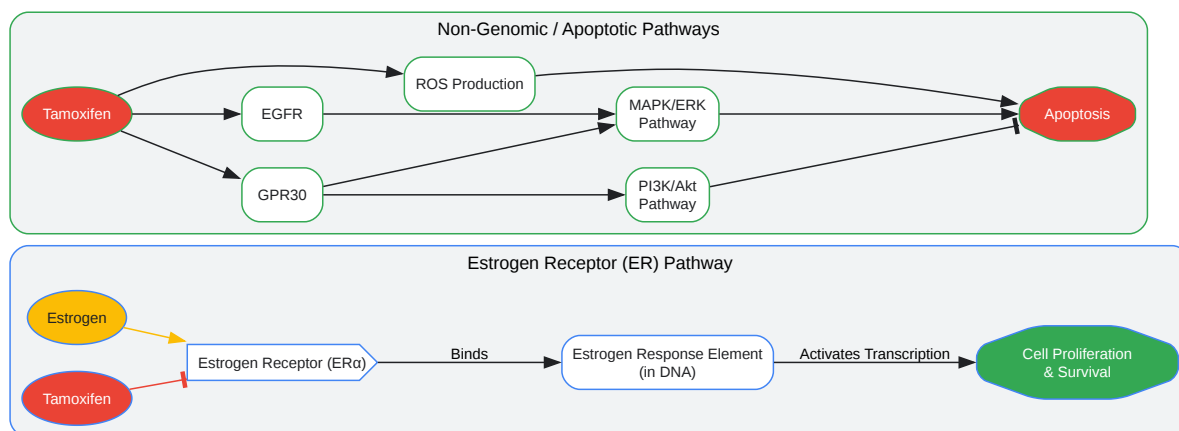 Non-Genomic / Apoptotic Pathways
ROS Production
Tamoxifen
EGFR
MAPK/ERK
Pathway
Apoptosis
GPR30
PI3K/Akt
Pathway
Estrogen Receptor (ER) Pathway
Estrogen
Estrogen Receptor (ERα)
Binds
Estrogen Response Element
(in DNA)
Activates Transcription
Cell Proliferation
& Survival
Tamoxifen